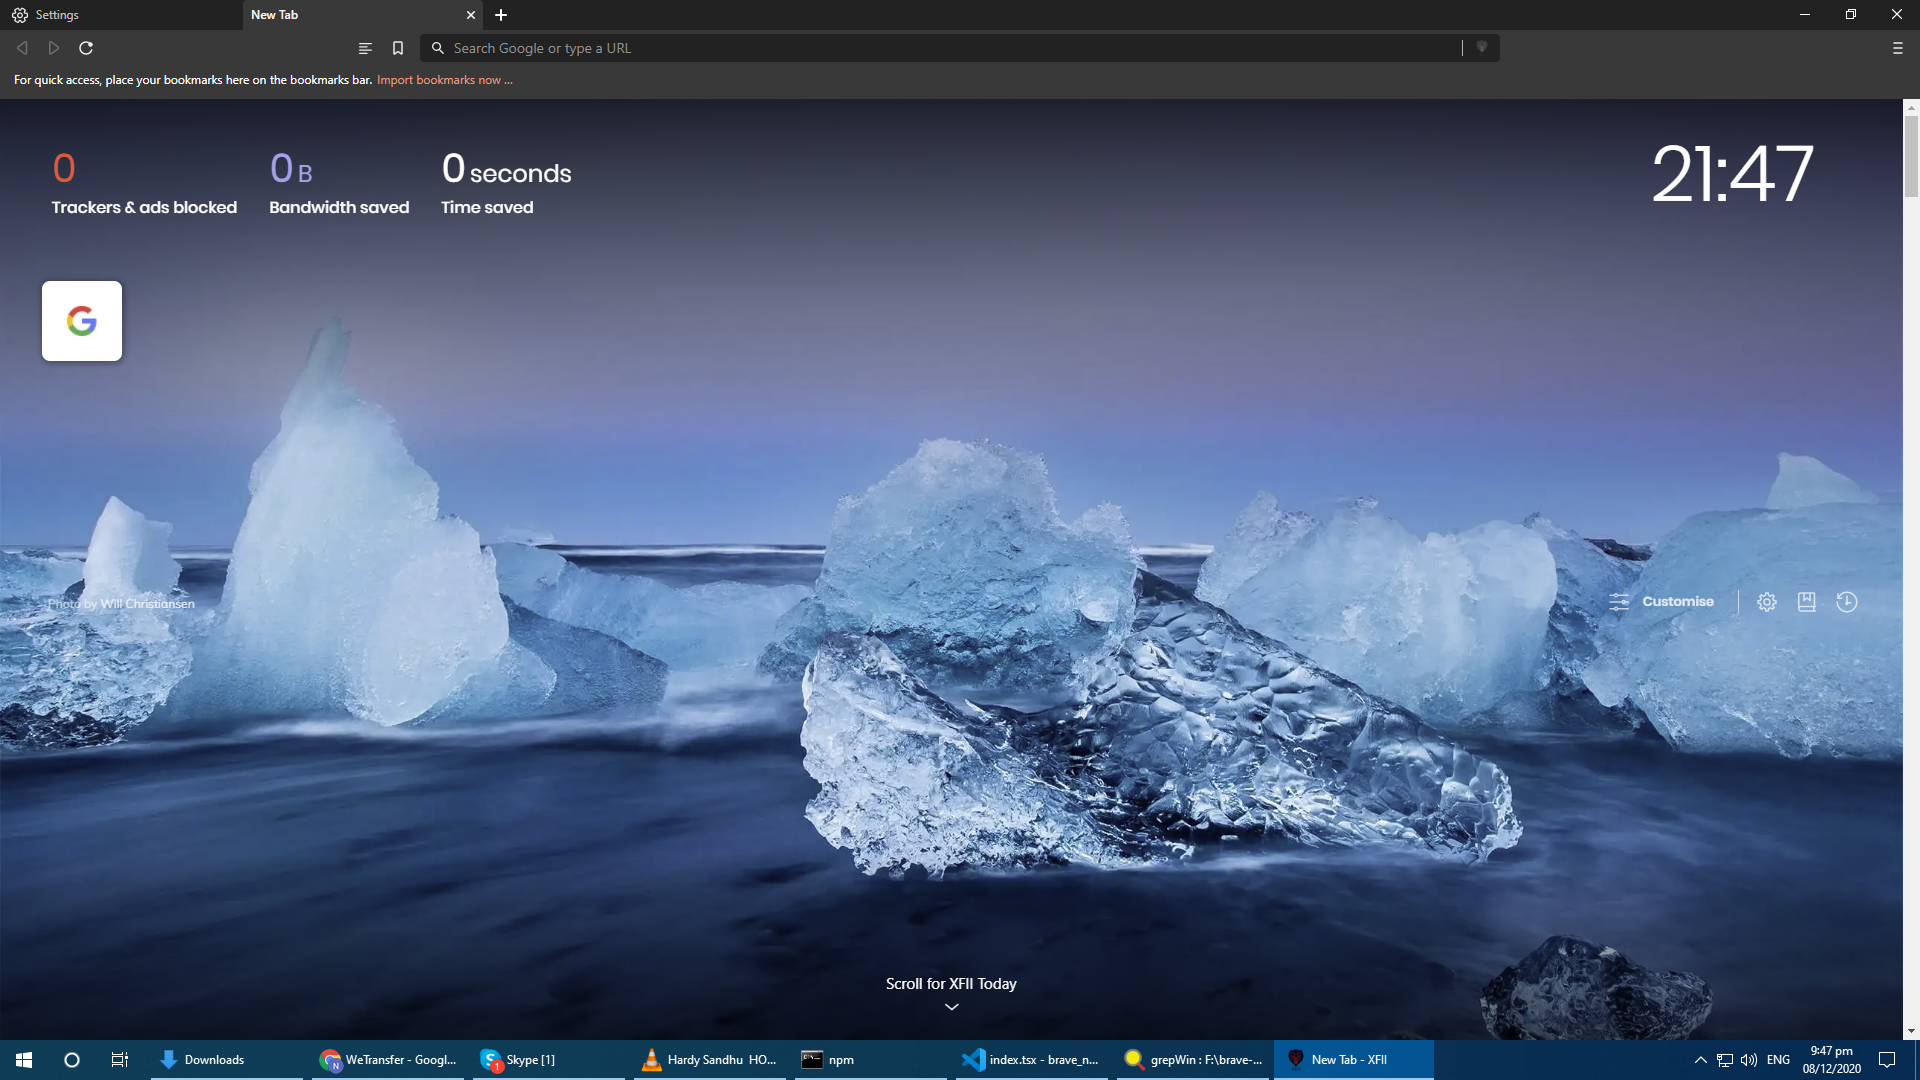 Settings
New Tab
Search Google or type a URL
For quick access, place your bookmarks here on the bookmarks bar. Import bookmarks now ...
0
Trackers & ads blocked
0 B
Bandwidth saved
0 seconds
Time saved
21:47
G
Photo by Will Christiansen
Customise
Scroll for XFII Today
Downloads
N
WeTransfer - Googl...
S
1
Skype [1]
Hardy Sandhu HO...
npm
index.tsx - brave_n...
grepWin : F:\brave-...
New Tab - XFII
ENG
9:47 pm
08/12/2020